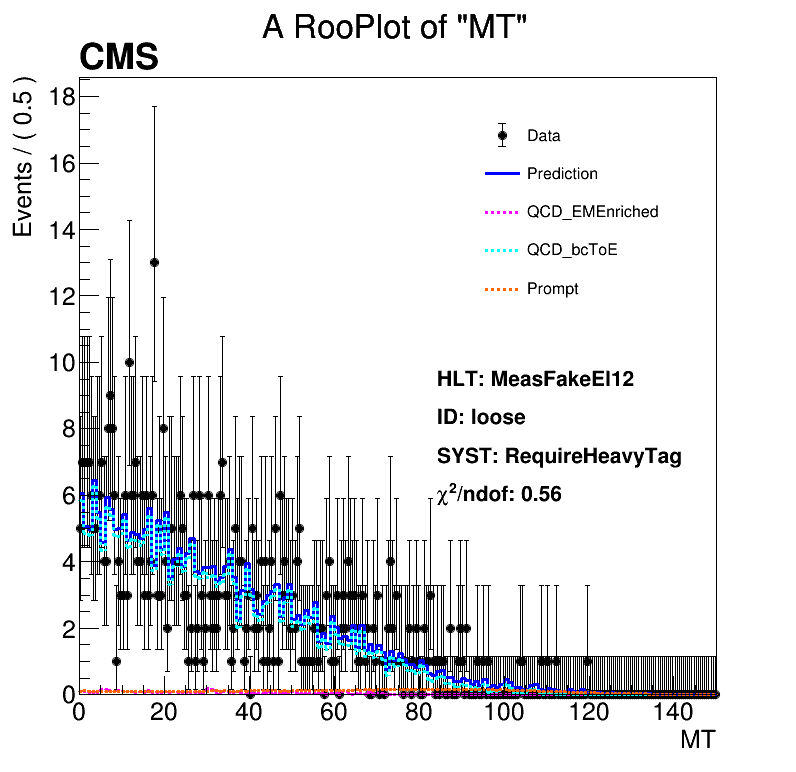 A RooPlot of "MT"
CMS
Events / ( 0.5 )
18
16
14
12
10
8
6
4
2
0
Data
Prediction
QCD_EMEnriched
QCD_bcToE
Prompt
HLT: MeasFakeEl12
ID: loose
SYST: RequireHeavyTag
χ²/ndof: 0.56
0 20 40 60 80 100 120 140
MT